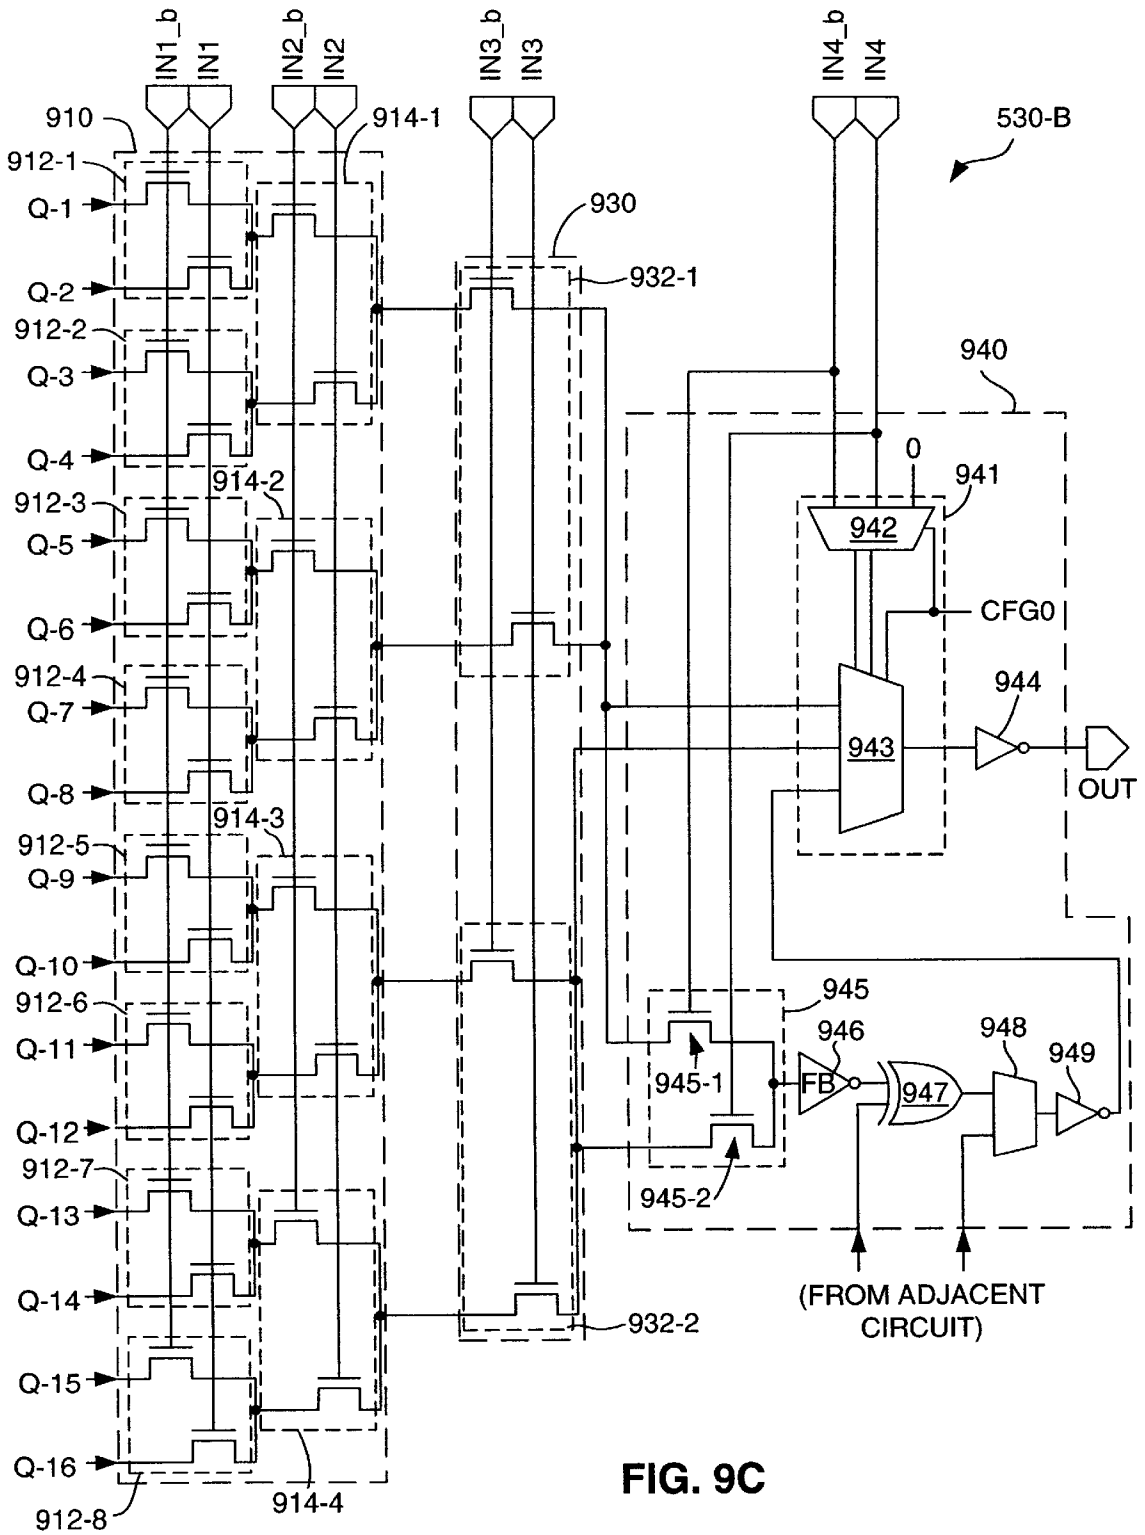 IN1_b
IN1
IN2_b
IN2
IN3_b
IN3
IN4_b
IN4
910
914-1
530-B
912-1
Q-1
930
932-1
Q-2
912-2
Q-3
940
Q-4
0
914-2
941
912-3
942
Q-5
CFG0
Q-6
912-4
944
Q-7
943
Q-8
OUT
914-3
912-5
Q-9
Q-10
945
912-6
946
948
949
Q-11
945-1
FB
947
Q-12
912-7
945-2
Q-13
Q-14
(FROM ADJACENT
CIRCUIT)
932-2
Q-15
Q-16
914-4
912-8
FIG. 9C